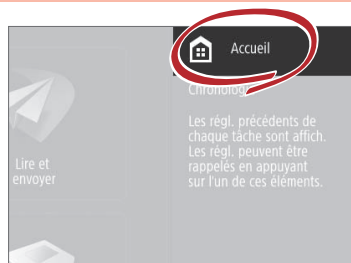 Accueil
Les régl. précédents de
chaque tâche sont affich.
Les régl. peuvent être
rappelés en appuyant
sur l'un de ces éléments.
Lire et
envoyer